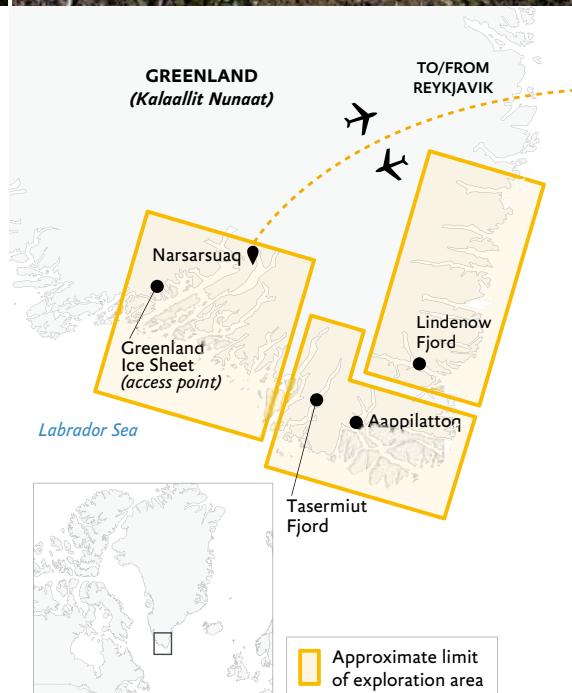 GREENLAND
(Kalaallit Nunaat)
TO/FROM
REYKJAVIK
Narsarsuaq
Greenland
Ice Sheet
(access point)
Lindenow
Fjord
Aappilattoq
Labrador Sea
Tasermiut
Fjord
Approximate limit
of exploration area